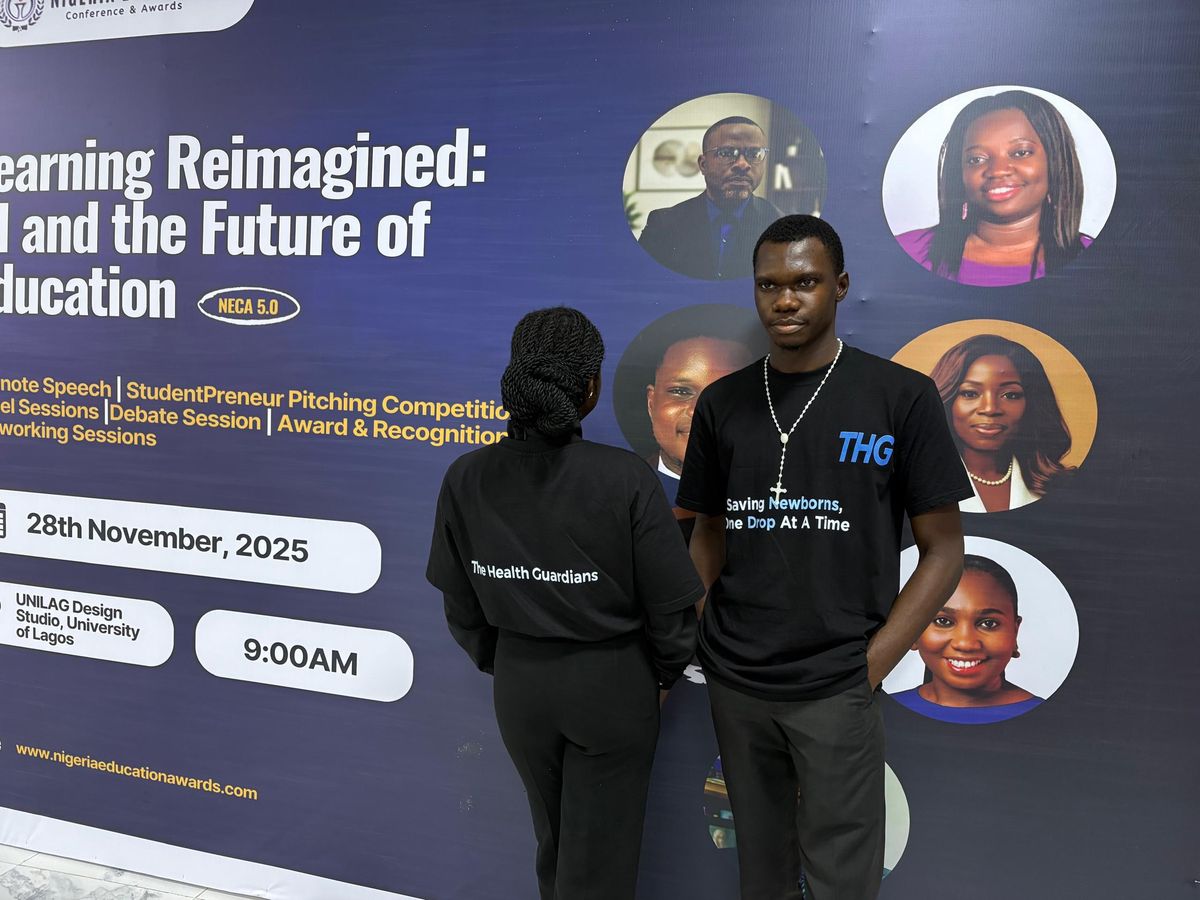 Conference & Awards
earning Reimagined:
I and the Future of
ducation
NECA 5.0
note Speech | StudentPreneur Pitching Competitio
el Sessions | Debate Session | Award & Recognition
working Sessions
28th November, 2025
UNILAG Design
Studio, University
of Lagos
9:00AM
www.nigeriaeducationawards.com
The Health Guardians
THG
Saving Newborns,
One Drop At A Time